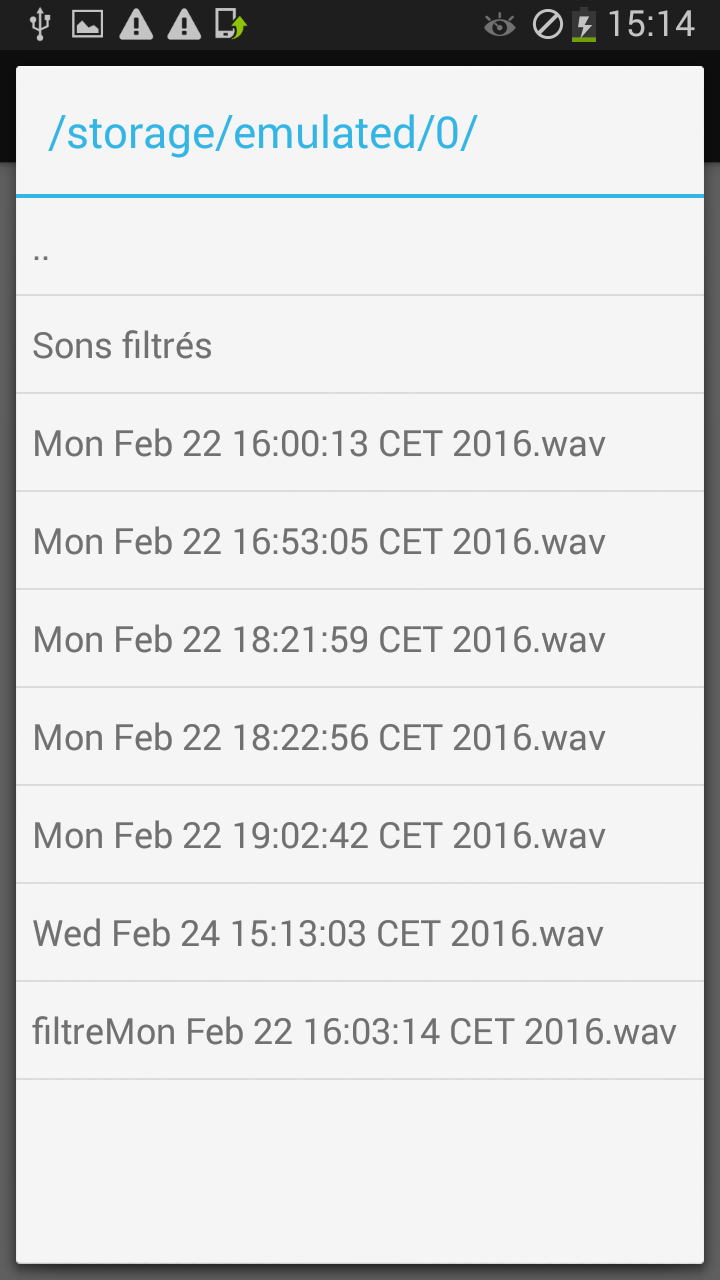 15:14
/storage/emulated/0/
..
Sons filtrés
Mon Feb 22 16:00:13 CET 2016.wav
Mon Feb 22 16:53:05 CET 2016.wav
Mon Feb 22 18:21:59 CET 2016.wav
Mon Feb 22 18:22:56 CET 2016.wav
Mon Feb 22 19:02:42 CET 2016.wav
Wed Feb 24 15:13:03 CET 2016.wav
filtreMon Feb 22 16:03:14 CET 2016.wav